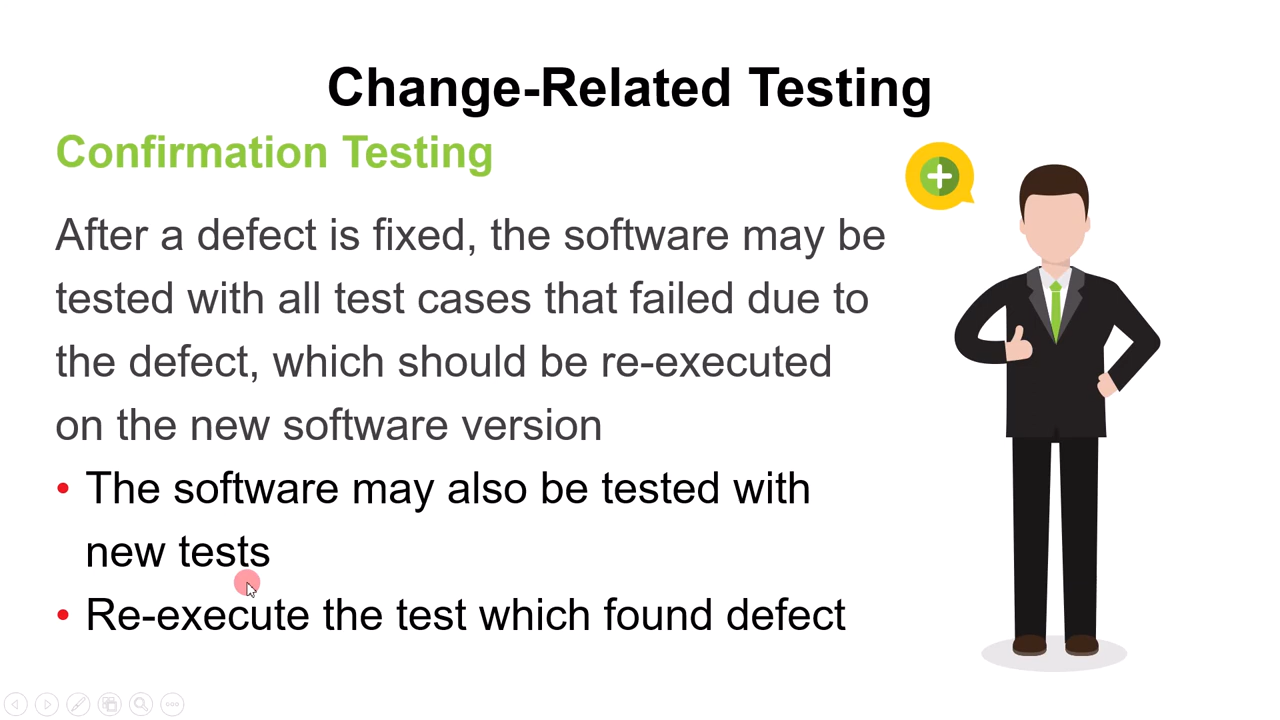 Change-Related Testing
Confirmation Testing
After a defect is fixed, the software may be
tested with all test cases that failed due to
the defect, which should be re-executed
on the new software version
• The software may also be tested with
new tests
• Re-execute the test which found defect